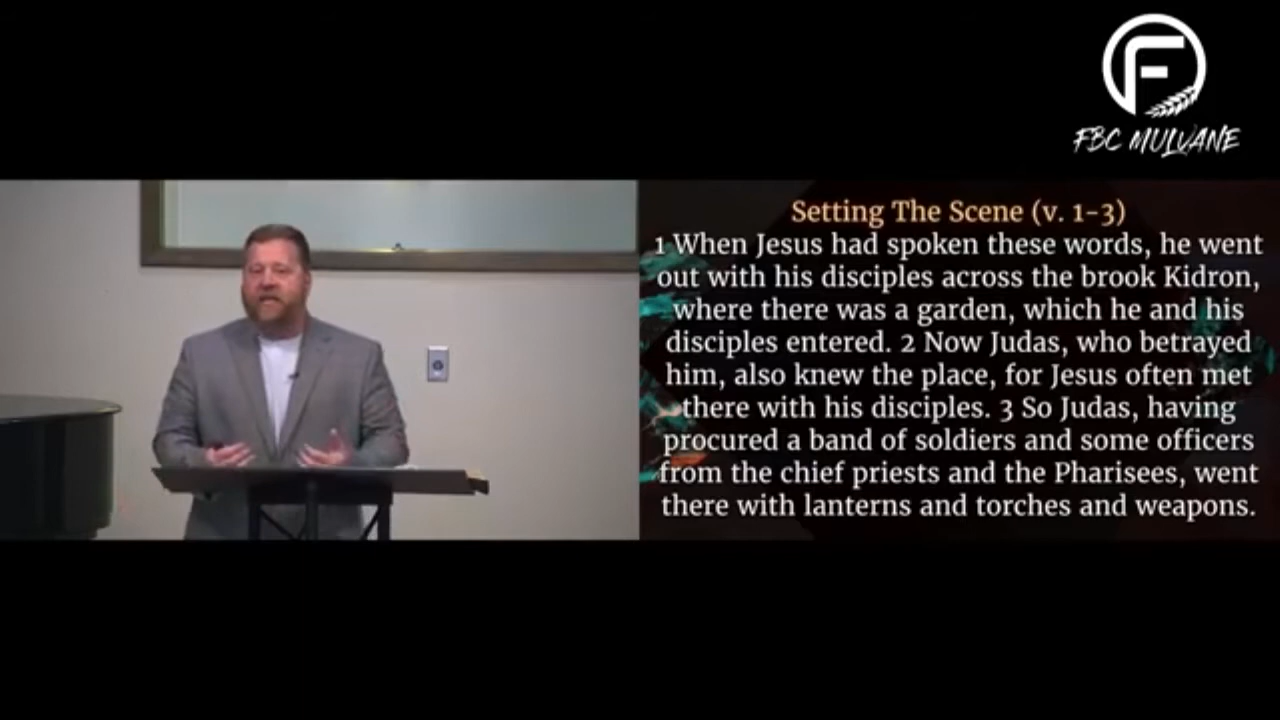 F
FBC MULVANE
Setting The Scene (v. 1-3)
1 When Jesus had spoken these words, he went
out with his disciples across the brook Kidron,
where there was a garden, which he and his
disciples entered. 2 Now Judas, who betrayed
him, also knew the place, for Jesus often met
there with his disciples. 3 So Judas, having
procured a band of soldiers and some officers
from the chief priests and the Pharisees, went
there with lanterns and torches and weapons.